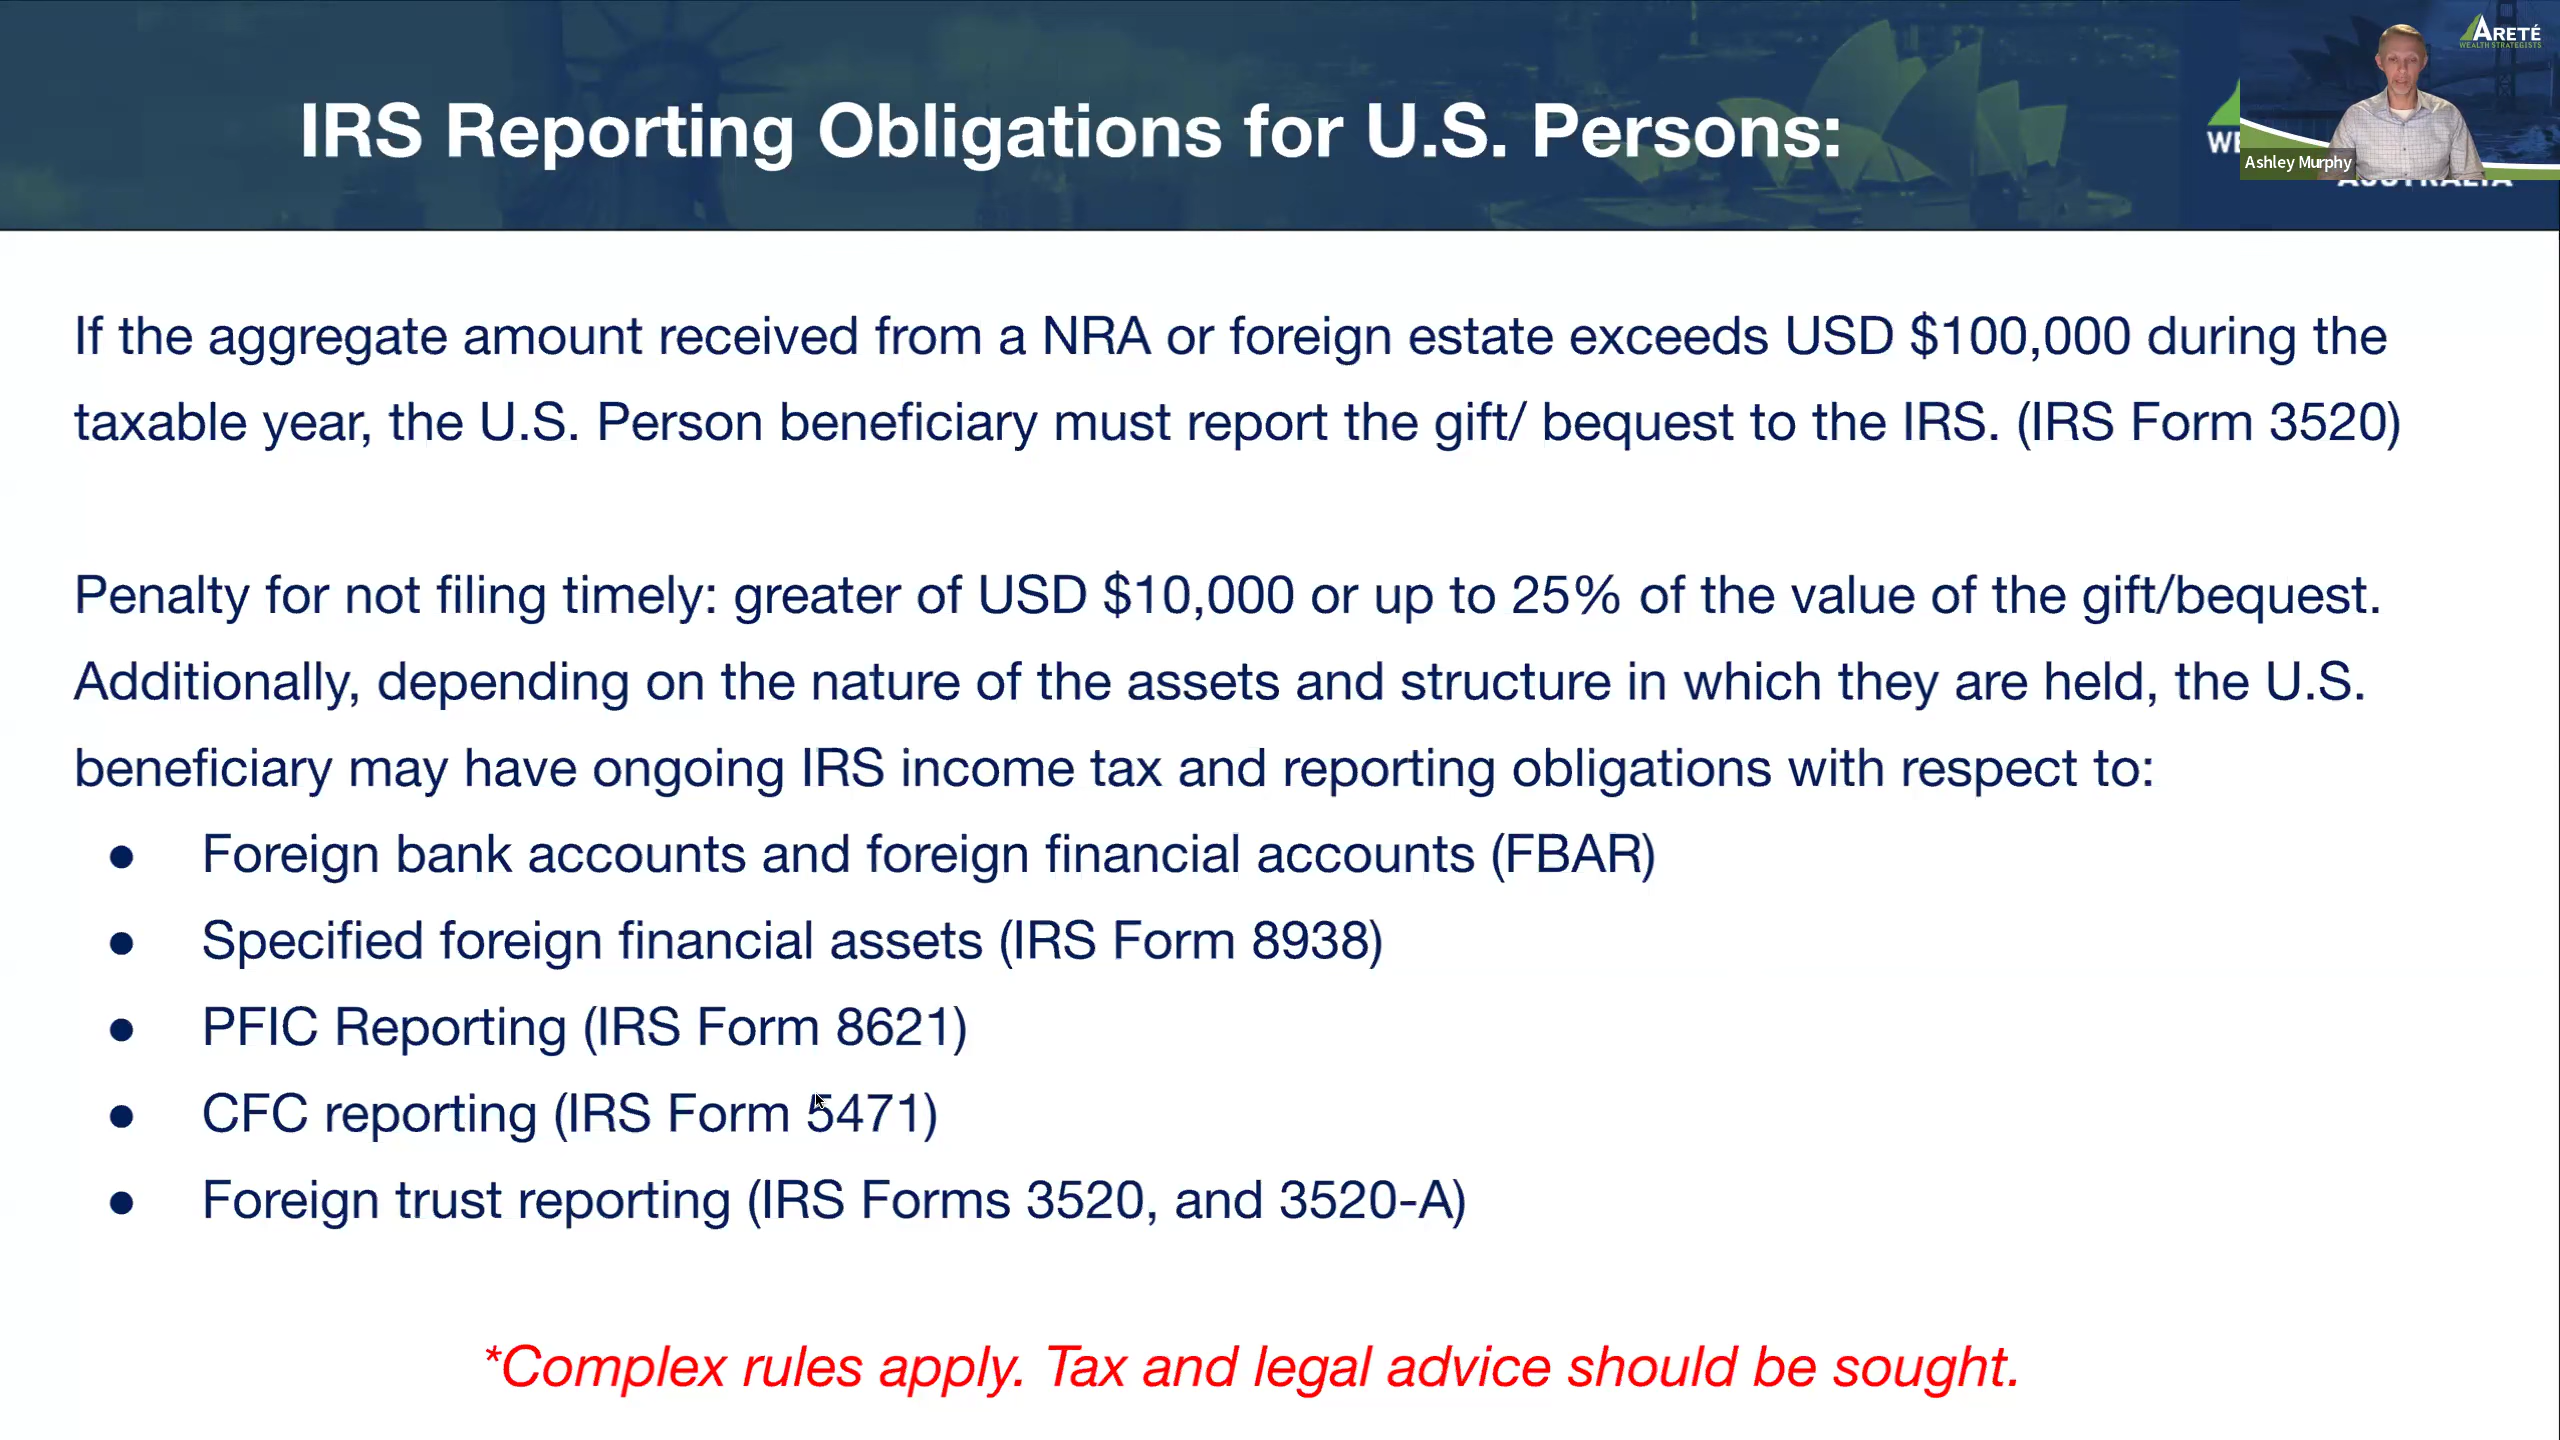 IRS Reporting Obligations for U.S. Persons:
ARETÉ
WEALTH STRATEGISTS
WE
Ashley Murphy
AUSTRALIA
If the aggregate amount received from a NRA or foreign estate exceeds USD $100,000 during the
taxable year, the U.S. Person beneficiary must report the gift/ bequest to the IRS. (IRS Form 3520)
Penalty for not filing timely: greater of USD $10,000 or up to 25% of the value of the gift/bequest.
Additionally, depending on the nature of the assets and structure in which they are held, the U.S.
beneficiary may have ongoing IRS income tax and reporting obligations with respect to:
● Foreign bank accounts and foreign financial accounts (FBAR)
● Specified foreign financial assets (IRS Form 8938)
● PFIC Reporting (IRS Form 8621)
● CFC reporting (IRS Form 5471)
● Foreign trust reporting (IRS Forms 3520, and 3520-A)
*Complex rules apply. Tax and legal advice should be sought.